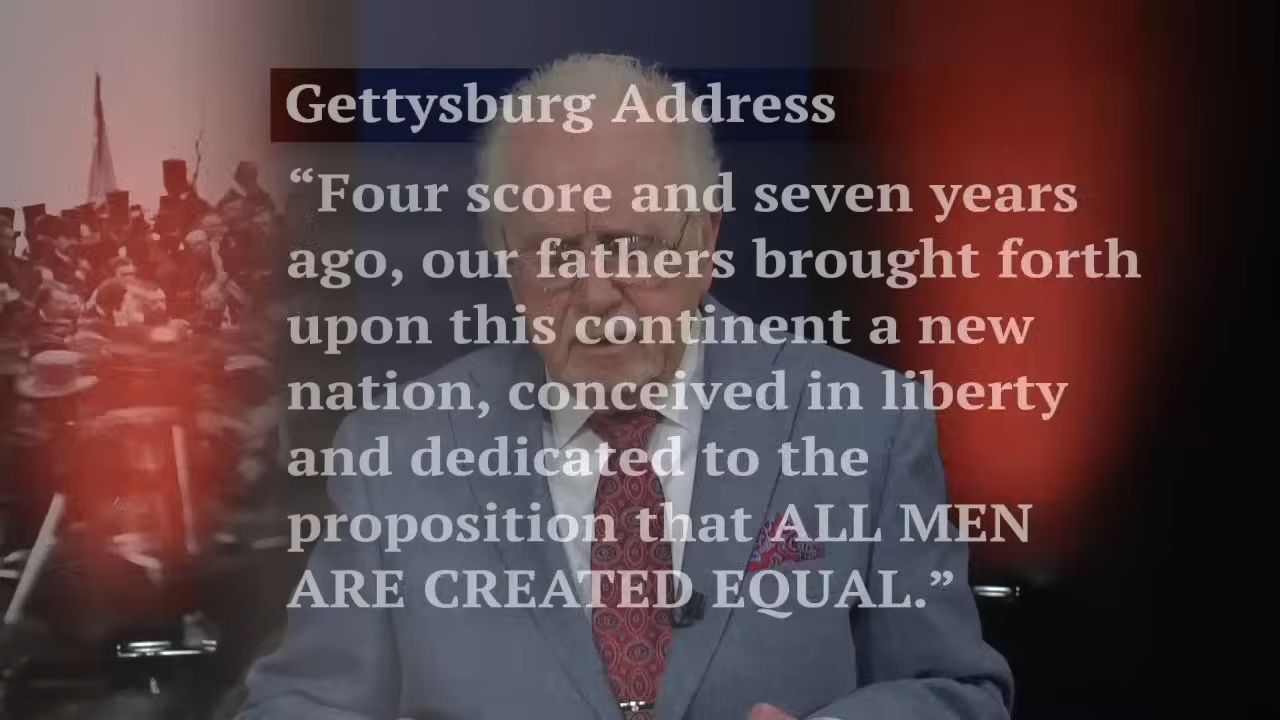 Gettysburg Address
“Four score and seven years
ago, our fathers brought forth
upon this continent a new
nation, conceived in liberty
and dedicated to the
proposition that ALL MEN
ARE CREATED EQUAL.”